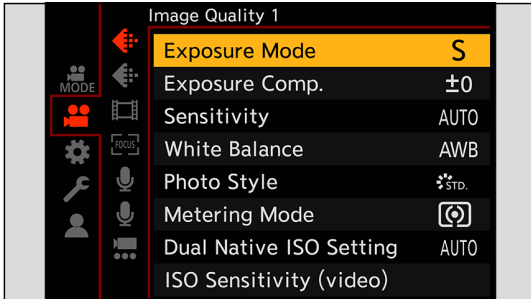 Image Quality 1
Exposure Mode S
Exposure Comp. ±0
MODE
Sensitivity AUTO
FOCUS
White Balance AWB
Photo Style STD.
Metering Mode
Dual Native ISO Setting AUTO
ISO Sensitivity (video)